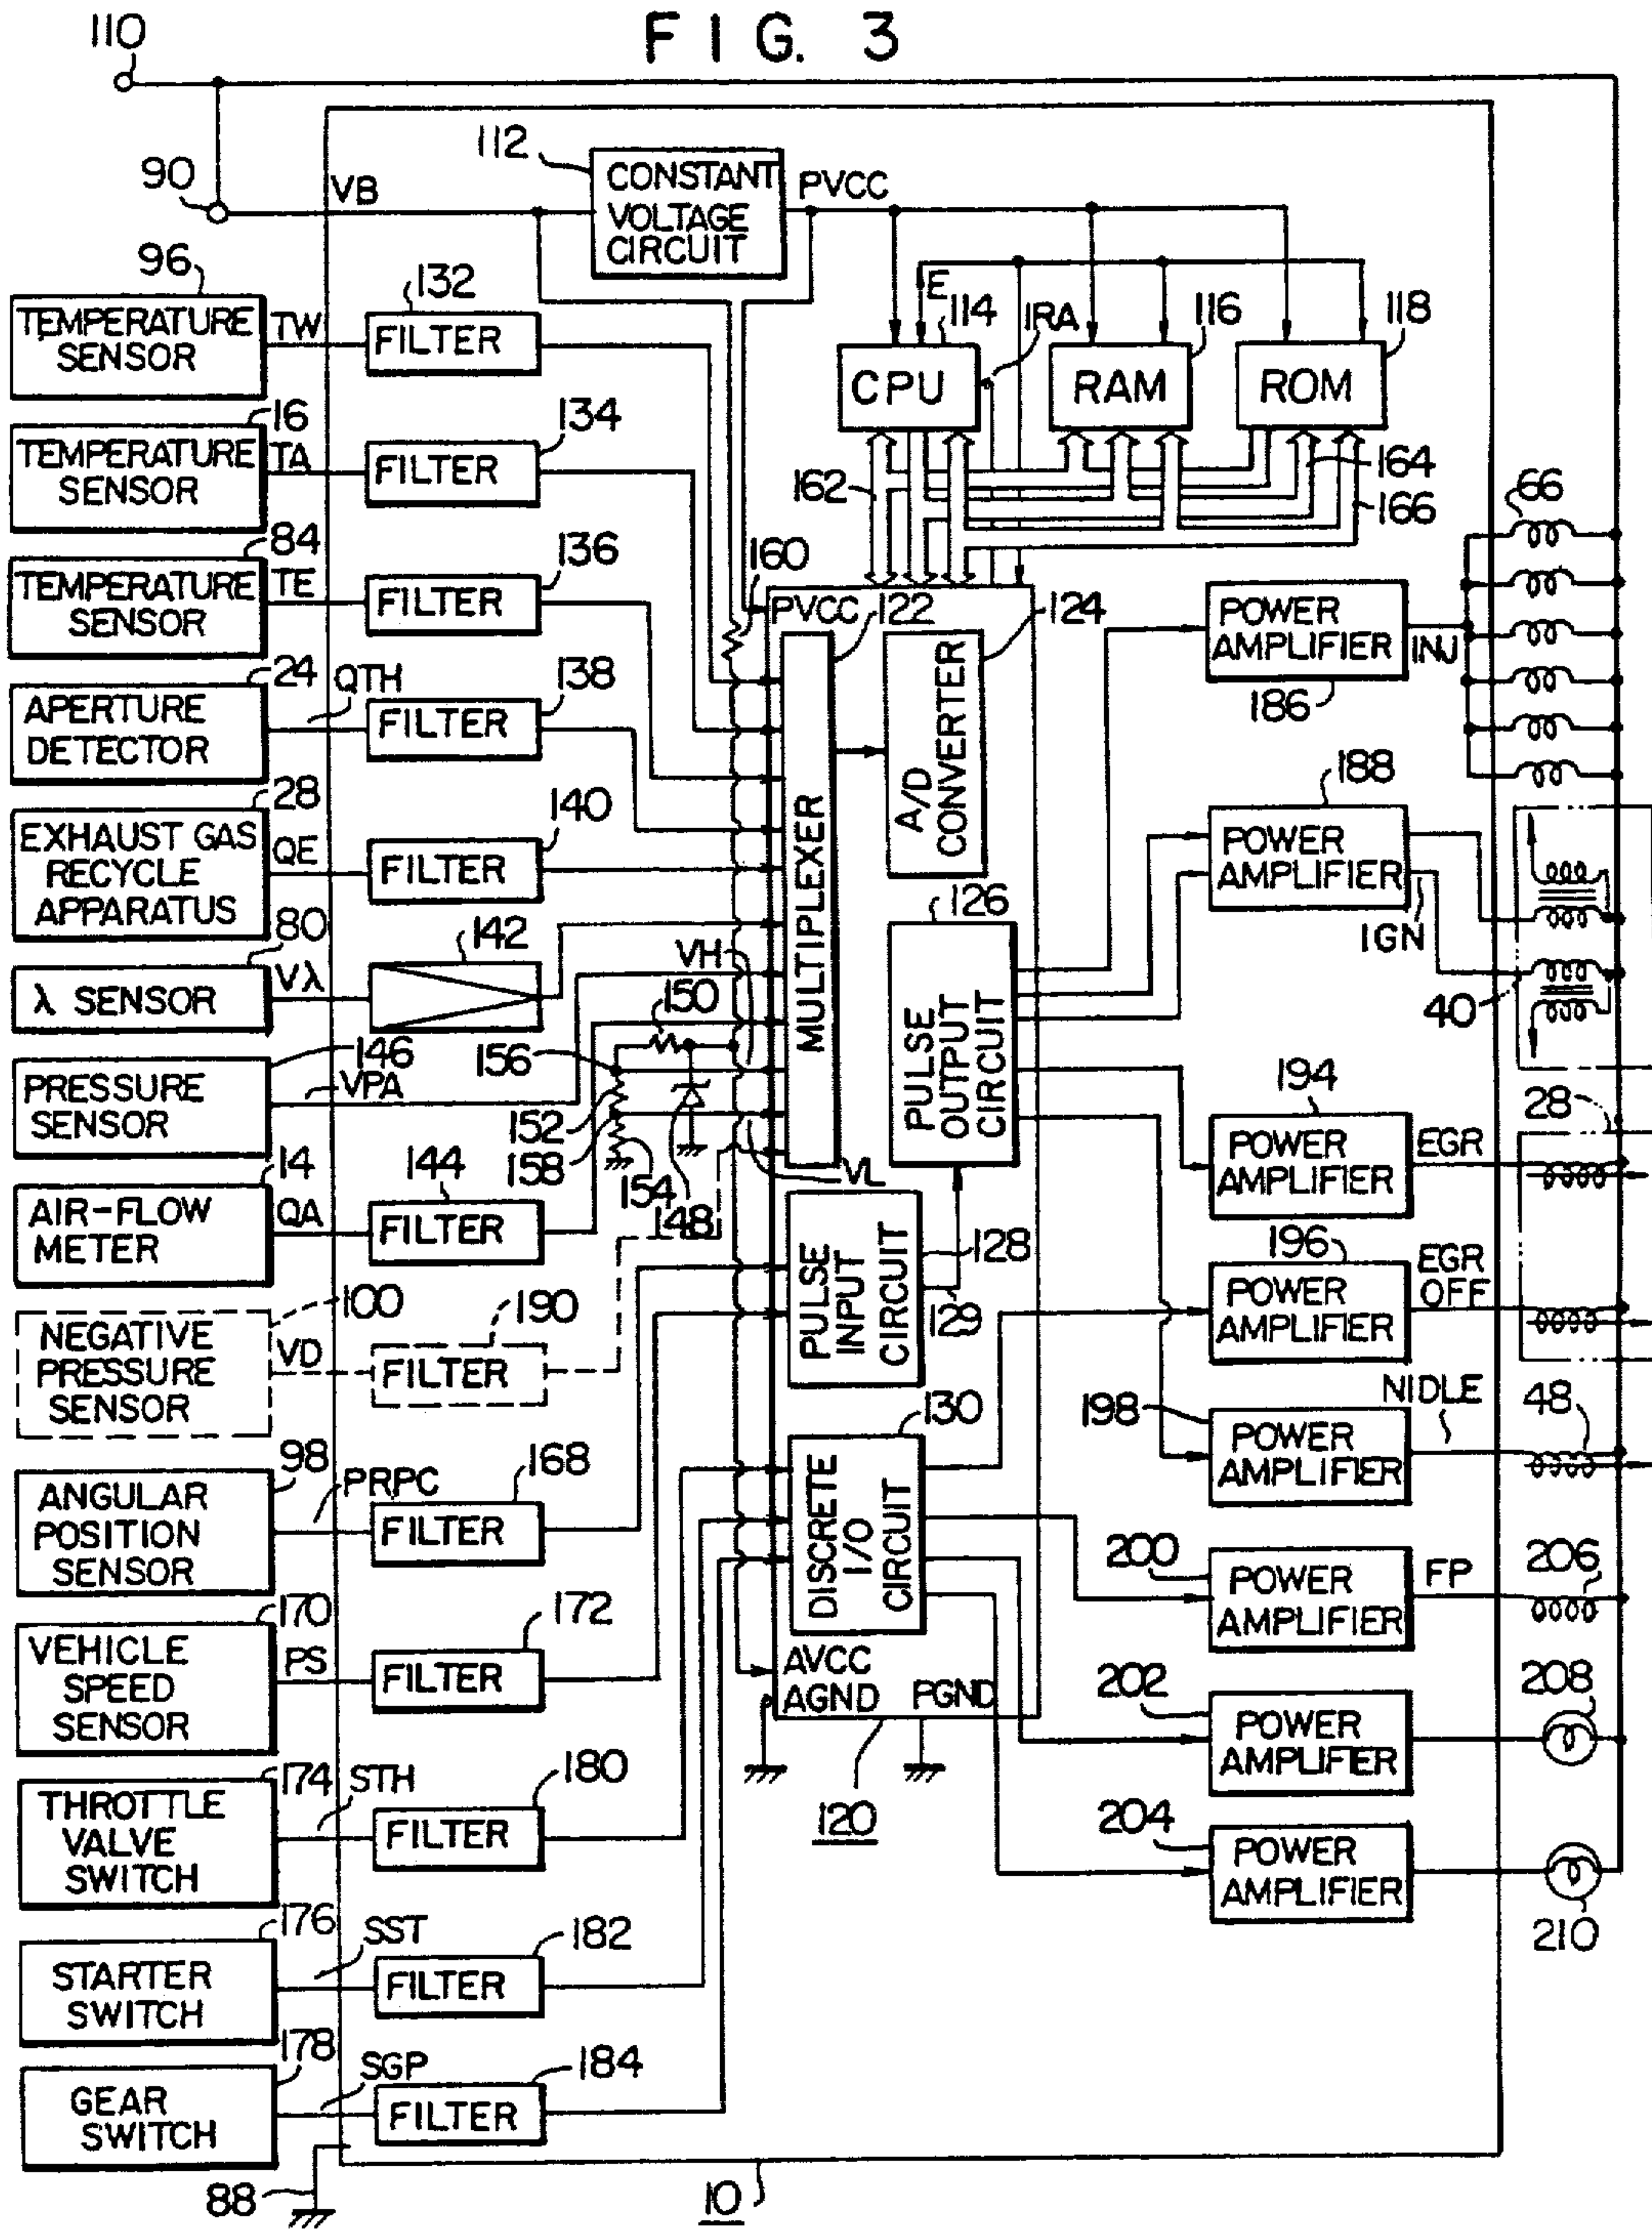 FIG. 3
110
112
CONSTANT
VOLTAGE
CIRCUIT
PVCC
90
VB
96
TEMPERATURE
SENSOR
TW
132
FILTER
E
114
IRA
116
118
CPU
RAM
ROM
16
TEMPERATURE
SENSOR
TA
134
FILTER
162
164
166
66
84
TEMPERATURE
SENSOR
TE
136
FILTER
160
PVCC
122
124
POWER
AMPLIFIER
INJ
186
24
APERTURE
DETECTOR
QTH
138
FILTER
MULTIPLEXER
A/D
CONVERTER
28
EXHAUST GAS
RECYCLE
APPARATUS
QE
140
FILTER
188
POWER
AMPLIFIER
IGN
40
126
PULSE
OUTPUT
CIRCUIT
80
λ SENSOR
Vλ
142
VH
150
156
146
PRESSURE
SENSOR
VPA
152
158
154
148
VL
194
POWER
AMPLIFIER
EGR
28
14
AIR-FLOW
METER
QA
144
FILTER
PULSE
INPUT
CIRCUIT
128
129
196
POWER
AMPLIFIER
EGR
OFF
100
NEGATIVE
PRESSURE
SENSOR
VD
190
FILTER
130
198
POWER
AMPLIFIER
NIDLE
48
98
ANGULAR
POSITION
SENSOR
PRPC
168
FILTER
DISCRETE
I/O
CIRCUIT
200
POWER
AMPLIFIER
FP
206
170
VEHICLE
SPEED
SENSOR
PS
172
FILTER
AVCC
AGND
PGND
202
POWER
AMPLIFIER
208
174
THROTTLE
VALVE
SWITCH
STH
180
FILTER
120
204
POWER
AMPLIFIER
210
176
STARTER
SWITCH
SST
182
FILTER
178
GEAR
SWITCH
SGP
184
FILTER
88
10